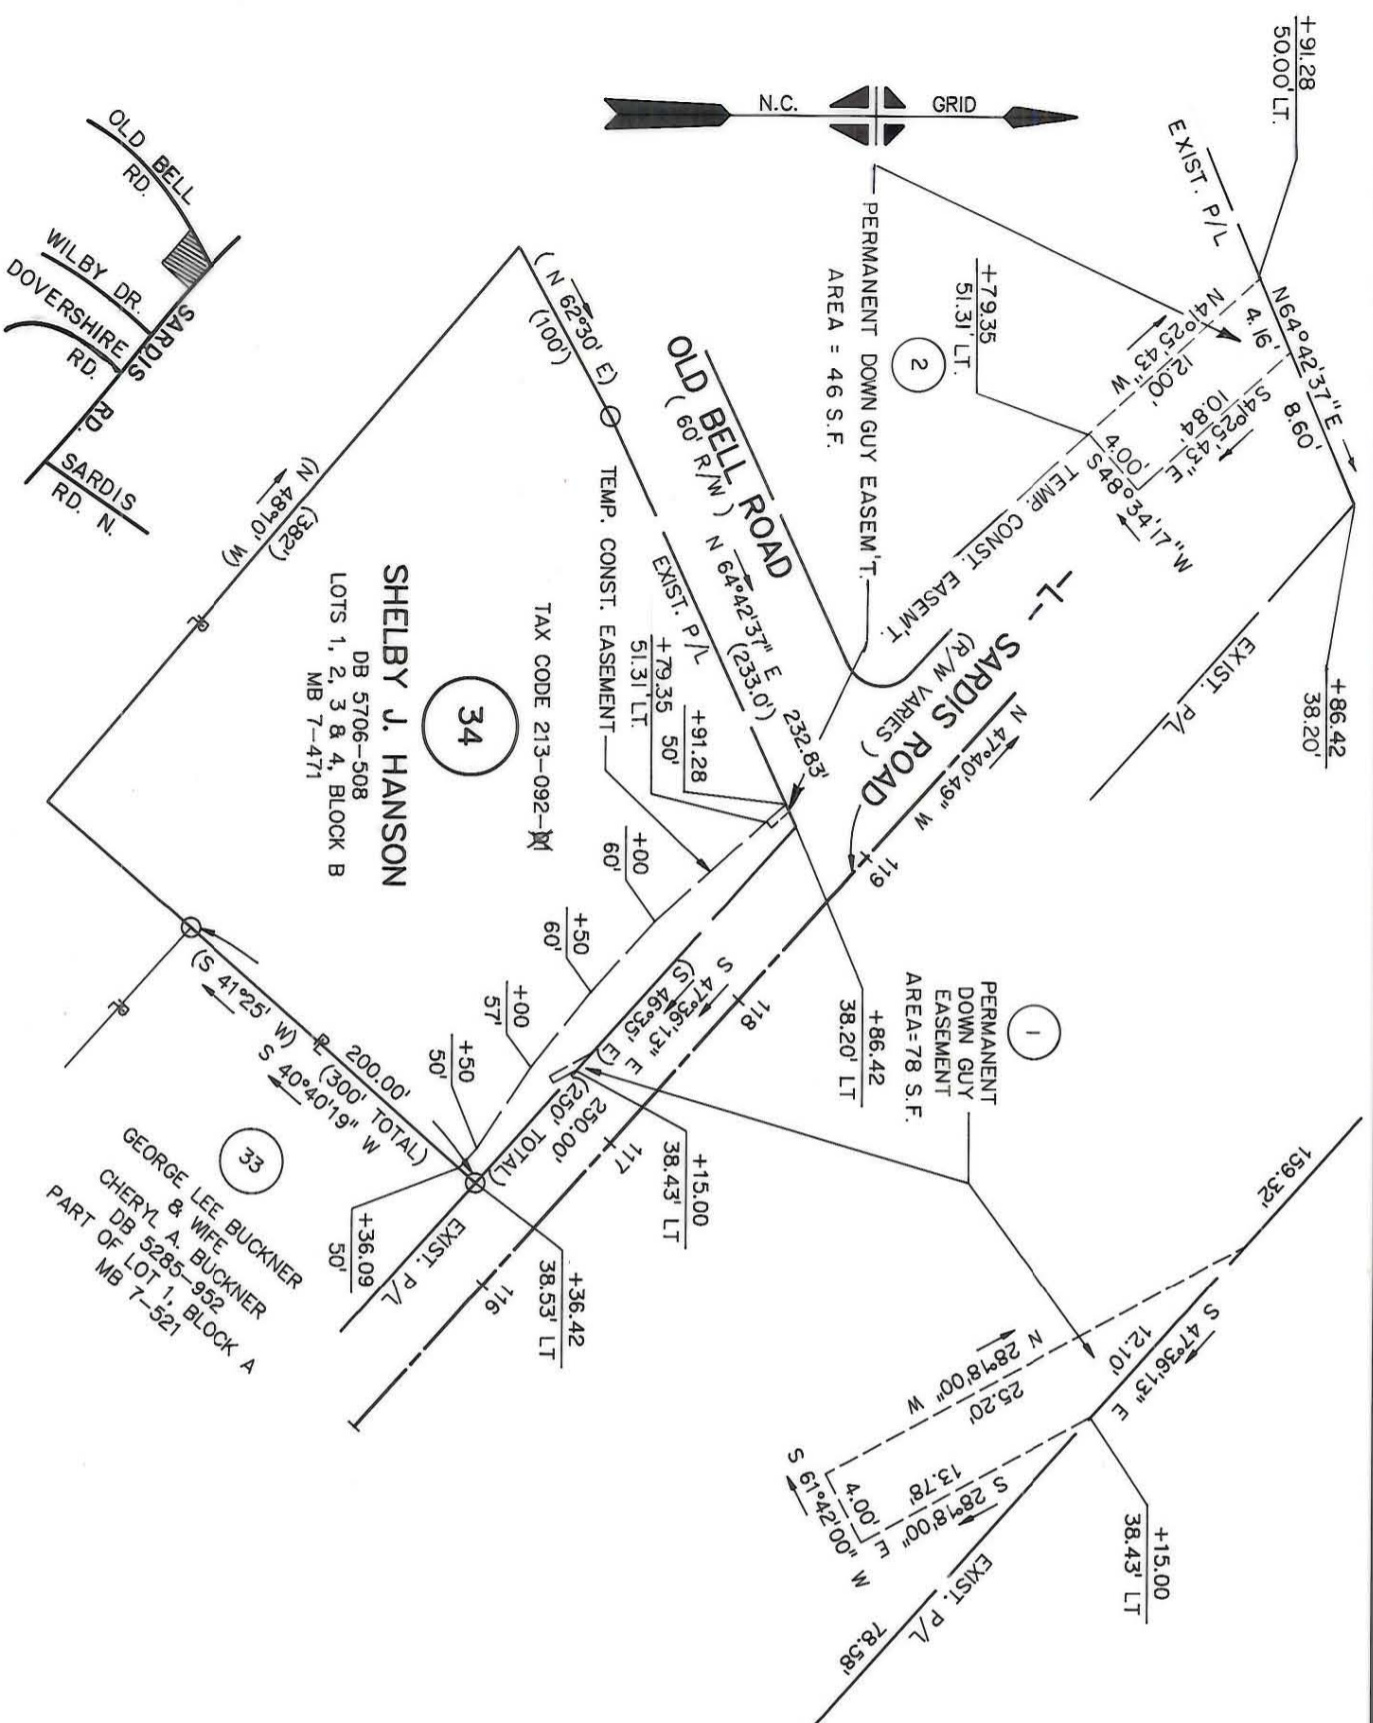 +91.28
50.00' LT.
EXIST. P/L
N64°42'37"E
4.16'
8.60'
N41°25'43"W
12.00'
S41°25'43"E
10.84'
4.00'
S48°34'17"W
+86.42
38.20'
EXIST. P/L
+79.35
51.31' LT.
TEMP. CONST. EASEM'T.
2
PERMANENT DOWN GUY EASEM'T.
AREA = 46 S.F.
N.C. GRID
OLD BELL
RD.
WILBY DR.
DOVERSHIRE
RD.
SARDIS RD.
SARDIS
RD. N.
( N 62°30' E)
(100')
OLD BELL ROAD
( 60' R/W )
N 64°42'37" E
(233.0')
232.83'
EXIST. P/L
TEMP. CONST. EASEMENT
+79.35
51.31' LT.
+91.28
50'
-L- SARDIS ROAD
(R/W VARIES )
N 47°40'49" W
119
118
117
116
+86.42
38.20' LT
(N 48°10' W)
(382')
TAX CODE 213-092-
34
SHELBY J. HANSON
DB 5706-508
LOTS 1, 2, 3 & 4, BLOCK B
MB 7-471
+00
60'
+50
60'
+00
57'
+50
50'
S 47°36'13" E
(S 46°35' E)
250.00'
(250' TOTAL)
+15.00
38.43' LT
1
PERMANENT
DOWN GUY
EASEMENT
AREA=78 S.F.
+36.42
38.53' LT
+36.09
50'
EXIST. P/L
200.00'
(300' TOTAL)
(S 41°25' W)
S 40°40'19" W
33
GEORGE LEE BUCKNER
& WIFE
CHERYL A. BUCKNER
DB 5285-952
PART OF LOT 1, BLOCK A
MB 7-521
159.32'
S 47°36'13" E
12.10'
N 28°18'00" W
25.20'
S 28°18'00" E
13.78'
4.00'
S 61°42'00" W
+15.00
38.43' LT
EXIST. P/L
78.58'